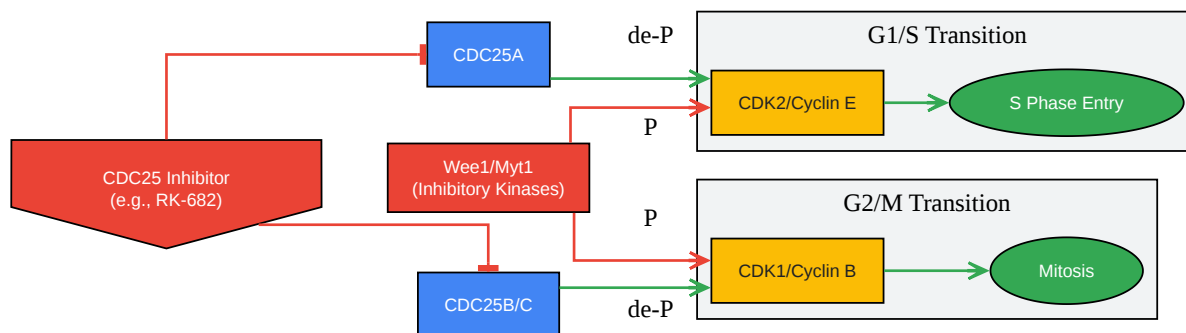 de-P
G1/S Transition
CDC25A
CDK2/Cyclin E
S Phase Entry
P
CDC25 Inhibitor
(e.g., RK-682)
Wee1/Myt1
(Inhibitory Kinases)
P
G2/M Transition
CDK1/Cyclin B
Mitosis
CDC25B/C
de-P